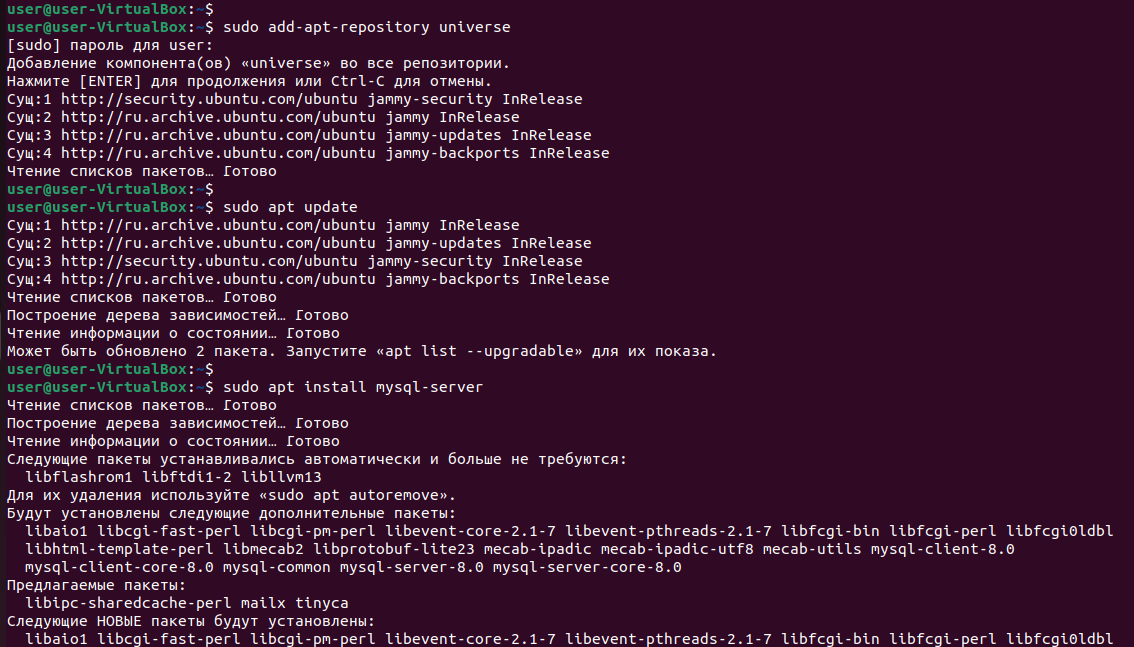 user@user-VirtualBox:~$
user@user-VirtualBox:~$ sudo add-apt-repository universe
[sudo] пароль для user:
Добавление компонента(ов) «universe» во все репозитории.
Нажмите [ENTER] для продолжения или Ctrl-C для отмены.
Сущ:1 http://security.ubuntu.com/ubuntu jammy-security InRelease
Сущ:2 http://ru.archive.ubuntu.com/ubuntu jammy InRelease
Сущ:3 http://ru.archive.ubuntu.com/ubuntu jammy-updates InRelease
Сущ:4 http://ru.archive.ubuntu.com/ubuntu jammy-backports InRelease
Чтение списков пакетов… Готово
user@user-VirtualBox:~$
user@user-VirtualBox:~$ sudo apt update
Сущ:1 http://ru.archive.ubuntu.com/ubuntu jammy InRelease
Сущ:2 http://ru.archive.ubuntu.com/ubuntu jammy-updates InRelease
Сущ:3 http://security.ubuntu.com/ubuntu jammy-security InRelease
Сущ:4 http://ru.archive.ubuntu.com/ubuntu jammy-backports InRelease
Чтение списков пакетов… Готово
Построение дерева зависимостей… Готово
Чтение информации о состоянии… Готово
Может быть обновлено 2 пакета. Запустите «apt list --upgradable» для их показа.
user@user-VirtualBox:~$
user@user-VirtualBox:~$ sudo apt install mysql-server
Чтение списков пакетов… Готово
Построение дерева зависимостей… Готово
Чтение информации о состоянии… Готово
Следующие пакеты устанавливались автоматически и больше не требуются:
libflashrom1 libftdi1-2 libllvm13
Для их удаления используйте «sudo apt autoremove».
Будут установлены следующие дополнительные пакеты:
libaio1 libcgi-fast-perl libcgi-pm-perl libevent-core-2.1-7 libevent-pthreads-2.1-7 libfcgi-bin libfcgi-perl libfcgi0ldbl
libhtml-template-perl libmecab2 libprotobuf-lite23 mecab-ipadic mecab-ipadic-utf8 mecab-utils mysql-client-8.0
mysql-client-core-8.0 mysql-common mysql-server-8.0 mysql-server-core-8.0
Предлагаемые пакеты:
libipc-sharedcache-perl mailx tinyca
Следующие НОВЫЕ пакеты будут установлены:
libaio1 libcgi-fast-perl libcgi-pm-perl libevent-core-2.1-7 libevent-pthreads-2.1-7 libfcgi-bin libfcgi-perl libfcgi0ldbl